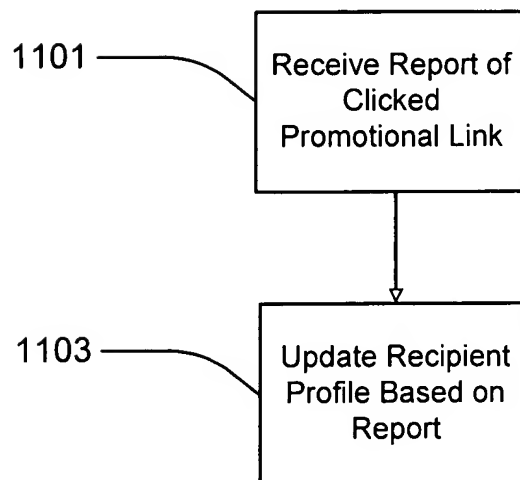 1101
Receive Report of
Clicked
Promotional Link
1103
Update Recipient
Profile Based on
Report